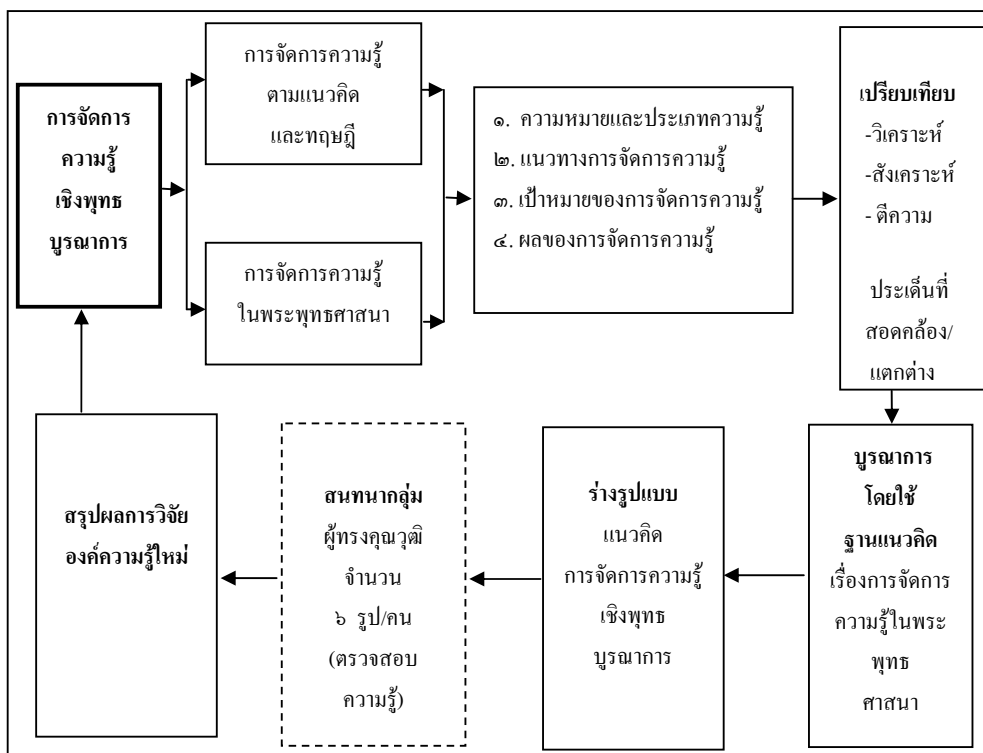 การจัดการ
ความรู้
เชิงพุทธ
บูรณาการ
การจัดการความรู้
ตามแนวคิด
และทฤษฎี
การจัดการความรู้
ในพระพุทธศาสนา
๑. ความหมายและประเภทความรู้
๒. แนวทางการจัดการความรู้
๓. เป้าหมายของการจัดการความรู้
๔. ผลของการจัดการความรู้
เปรียบเทียบ
-วิเคราะห์
-สังเคราะห์
- ตีความ
ประเด็นที่
สอดคล้อง/
แตกต่าง
บูรณาการ
โดยใช้
ฐานแนวคิด
เรื่องการจัดการ
ความรู้ในพระ
พุทธ
ศาสนา
ร่างรูปแบบ
แนวคิด
การจัดการความรู้
เชิงพุทธ
บูรณาการ
สนทนากลุ่ม
ผู้ทรงคุณวุฒิ
จำนวน
๖ รูป/คน
(ตรวจสอบ
ความรู้)
สรุปผลการวิจัย
องค์ความรู้ใหม่